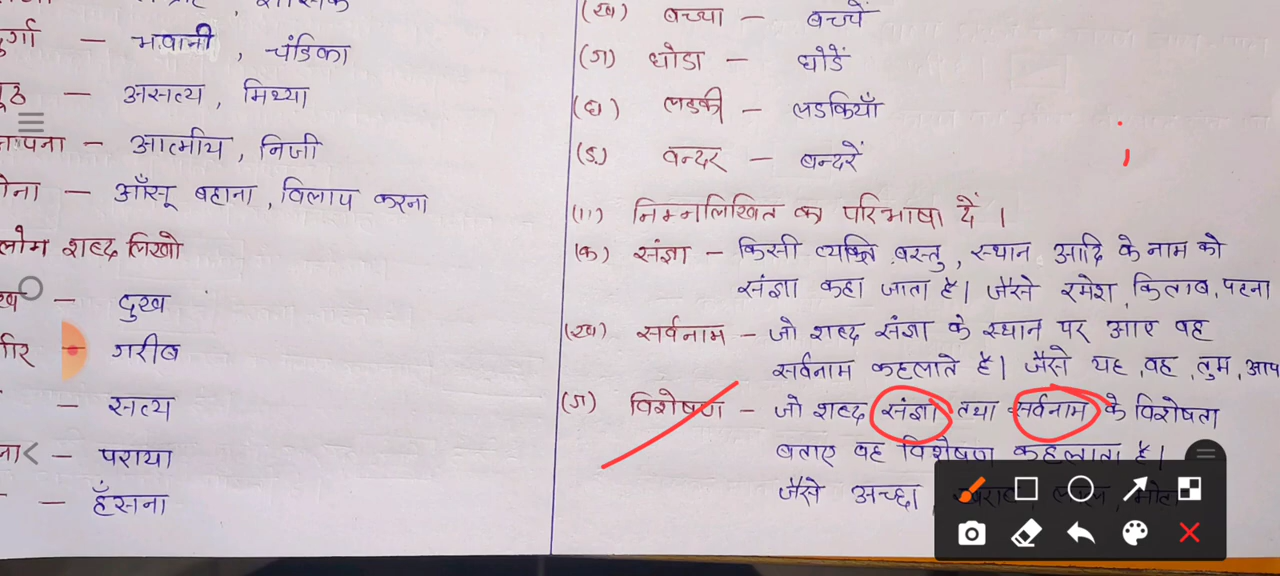 दुर्गा — भवानी, चंडिका
— असत्य, मिथ्या
— आत्मीय, निजी
— आँसू बहाना, विलाप करना
शब्द लिखो
— दुख
— गरीब
— सत्य
— पराया
— हँसना
(ख) बच्चा — बच्चें
(ग) घोडा — घोडें
(घ) लडकी — लडकियाँ
(ङ) बन्दर — बन्दरें
(11) निम्नलिखित का परिभाषा दें ।
(क) संज्ञा — किसी व्यक्ति, वस्तु, स्थान आदि के नाम को
संज्ञा कहा जाता है। जैसे रमेश, किताब, पटना
(ख) सर्वनाम — जो शब्द संज्ञा के स्थान पर आए वह
सर्वनाम कहलाते है। जैसे यह, वह, तुम, आप
(ग) विशेषण — जो शब्द संज्ञा तथा सर्वनाम के विशेषता
बताए वह विशेषण कहलाता है।
जैसे अच्छा,